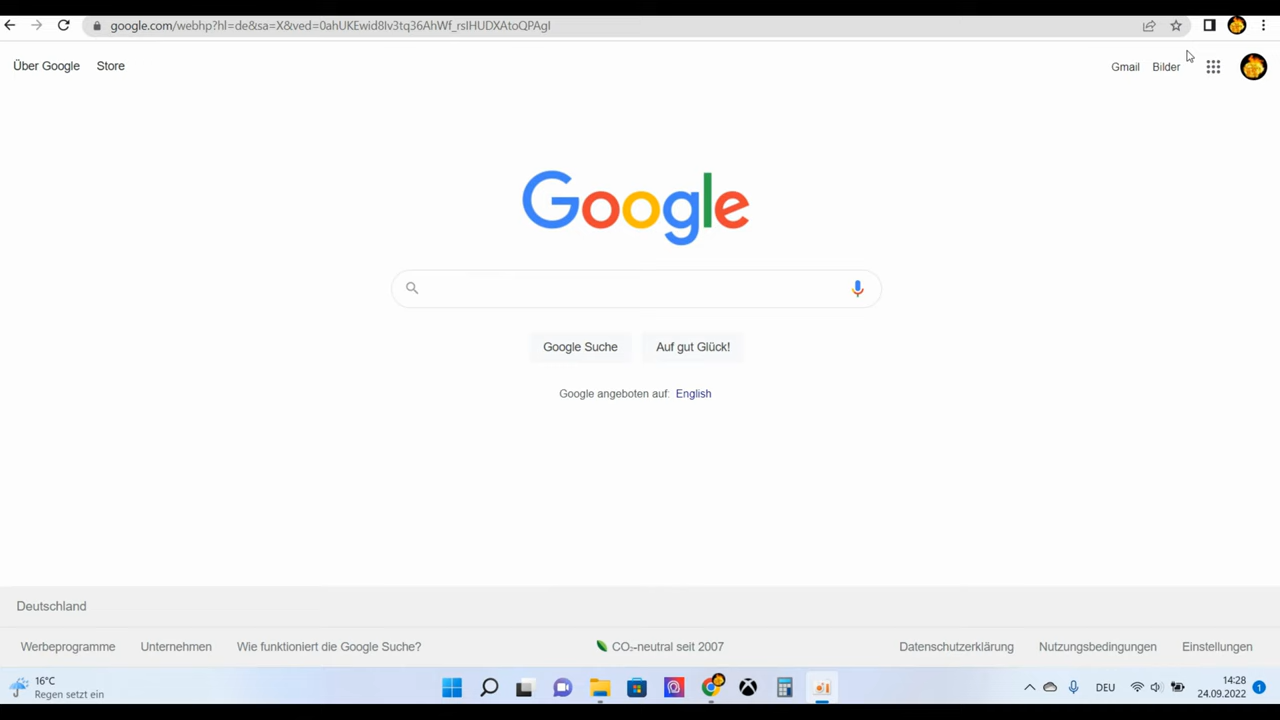 google.com/webhp?hl=de&sa=X&ved=0ahUKEwid8Iv3tq36AhWf_rsIHUDXAtoQPAgI
Über Google Store
Gmail Bilder
Google
Google Suche Auf gut Glück!
Google angeboten auf: English
Deutschland
Werbeprogramme Unternehmen Wie funktioniert die Google Suche? CO₂-neutral seit 2007 Datenschutzerklärung Nutzungsbedingungen Einstellungen
16°C
Regen setzt ein
DEU
14:28
24.09.2022
1